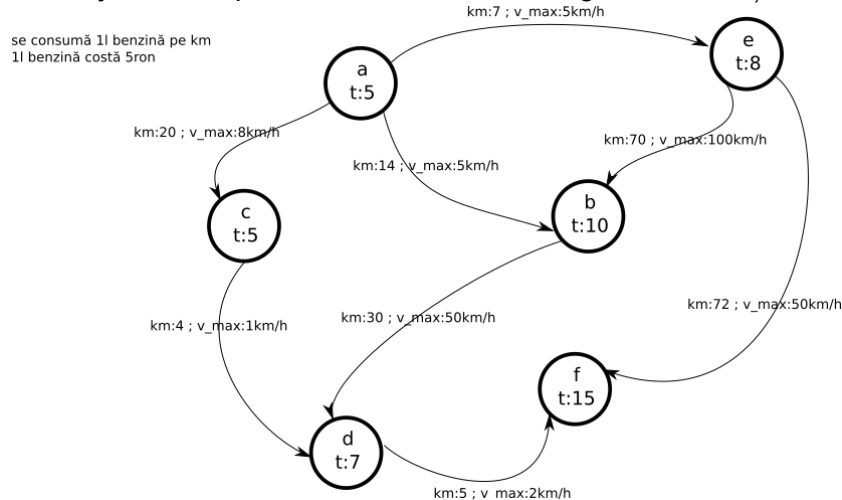 km:7 ; v_max:5km/h
se consumă 1l benzină pe km
1l benzină costă 5ron
a
t:5
e
t:8
km:20 ; v_max:8km/h
km:70 ; v_max:100km/h
km:14 ; v_max:5km/h
c
t:5
b
t:10
km:72 ; v_max:50km/h
km:4 ; v_max:1km/h
km:30 ; v_max:50km/h
f
t:15
d
t:7
km:5 ; v_max:2km/h